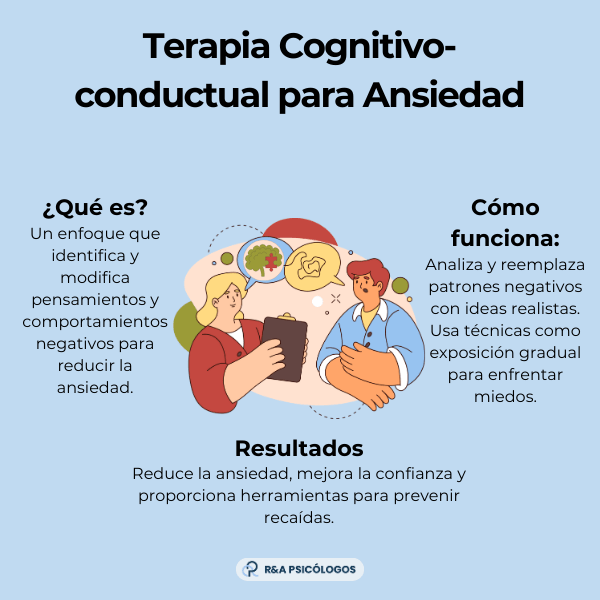 Terapia Cognitivo-
conductual para Ansiedad
¿Qué es?
Un enfoque que
identifica y
modifica
pensamientos y
comportamientos
negativos para
reducir la
ansiedad.
Cómo
funciona:
Analiza y reemplaza
patrones negativos
con ideas realistas.
Usa técnicas como
exposición gradual
para enfrentar
miedos.
Resultados
Reduce la ansiedad, mejora la confianza y
proporciona herramientas para prevenir
recaídas.
R&A PSICÓLOGOS